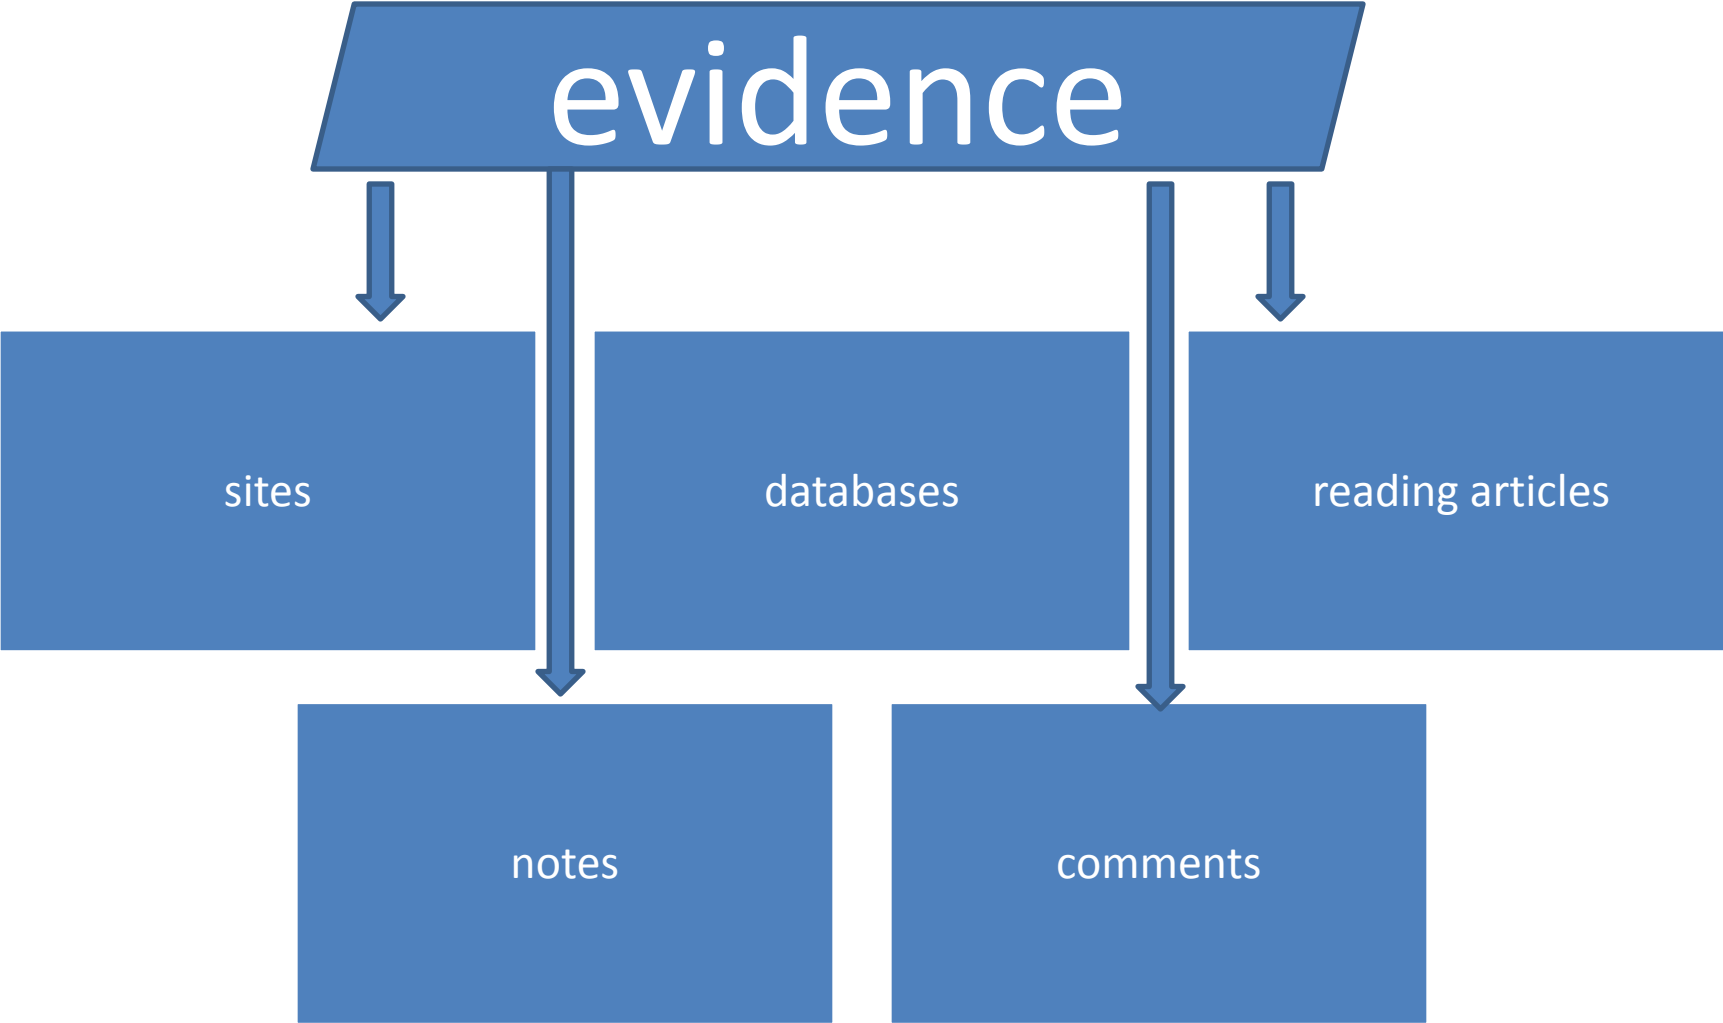 evidence
sites
databases
reading articles
notes
comments